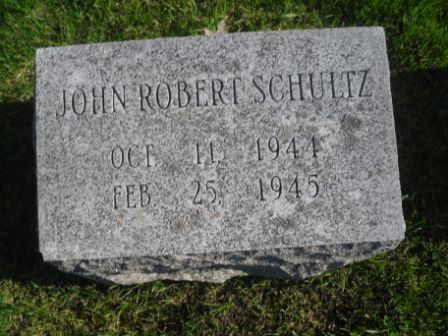 JOHN ROBERT SCHULTZ
OCT. 11, 1944
FEB. 25, 1945